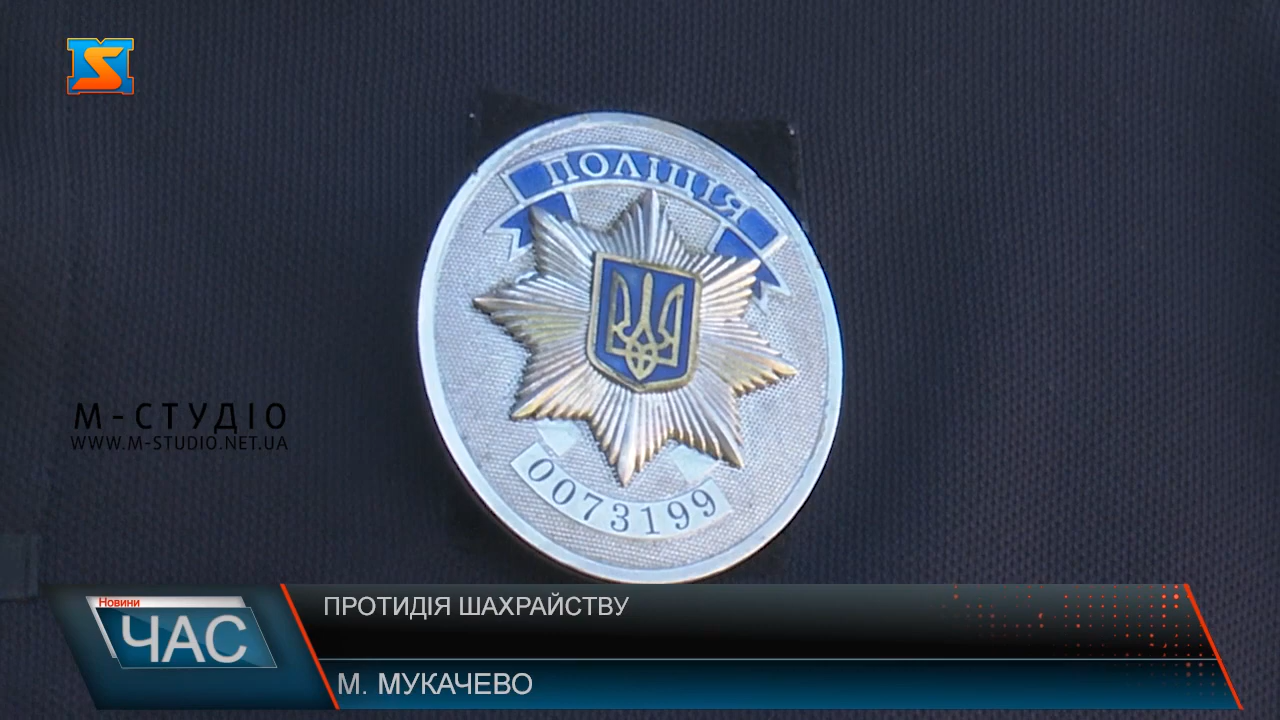 ПОЛІЦІЯ
М-СТУДІО
WWW.M-STUDIO.NET.UA
0073199
Новини
ЧАС
ПРОТИДІЯ ШАХРАЙСТВУ
М. МУКАЧЕВО